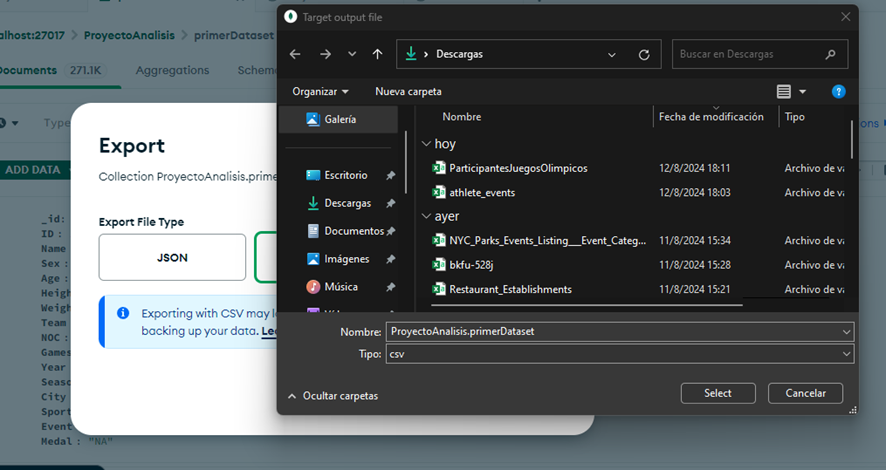 Target output file
alhost:27017 > ProyectoAnalisis > primerDataset
Descargas
Buscar en Descargas
Documents 271.1K Aggregations Schema
Organizar Nueva carpeta
Galería
Escritorio
Descargas
Documentos
Imágenes
Música
Nombre Fecha de modificación Tipo
hoy
ParticipantesJuegosOlimpicos 12/8/2024 18:11 Archivo de va
athlete_events 12/8/2024 18:03 Archivo de va
ayer
NYC_Parks_Events_Listing___Event_Categ... 11/8/2024 15:34 Archivo de va
bkfu-528j 11/8/2024 15:28 Archivo de va
Restaurant_Establishments 11/8/2024 15:21 Archivo de va
Nombre: ProyectoAnalisis.primerDataset
Tipo: csv
Ocultar carpetas
Select Cancelar
Type
ons
ADD DATA
Export
Collection ProyectoAnalisis.prime
Export File Type
JSON
Exporting with CSV may l
backing up your data. Le
_id:
ID :
Name
Sex :
Age :
Heigh
Weigh
Team
NOC :
Games
Year
Seaso
City
Sport
Event
Medal : "NA"